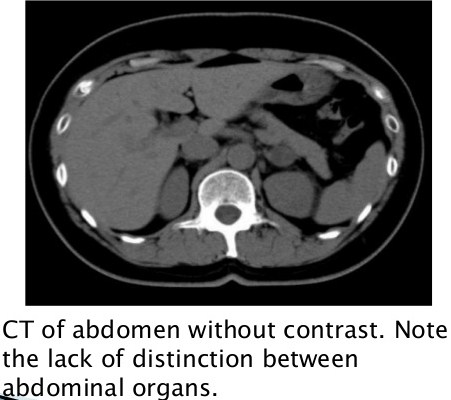 CT of abdomen without contrast. Note
the lack of distinction between
abdominal organs.